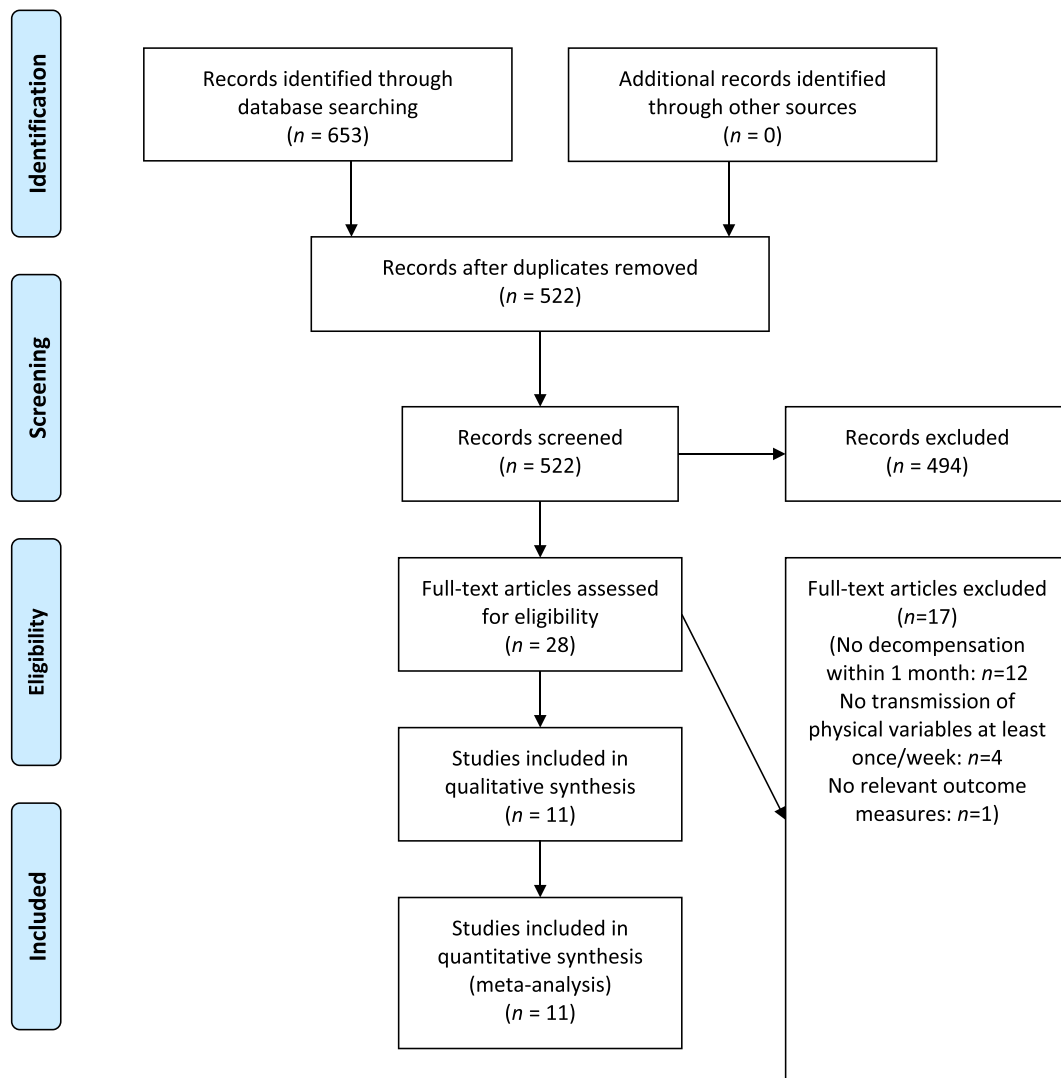 Identification
Records identified through
database searching
(n = 653)
Additional records identified
through other sources
(n = 0)
Records after duplicates removed
(n = 522)
Screening
Records screened
(n = 522)
Records excluded
(n = 494)
Eligibility
Full-text articles assessed
for eligibility
(n = 28)
Full-text articles excluded
(n=17)
(No decompensation
within 1 month: n=12
No transmission of
physical variables at least
once/week: n=4
No relevant outcome
measures: n=1)
Studies included in
qualitative synthesis
(n = 11)
Included
Studies included in
quantitative synthesis
(meta-analysis)
(n = 11)